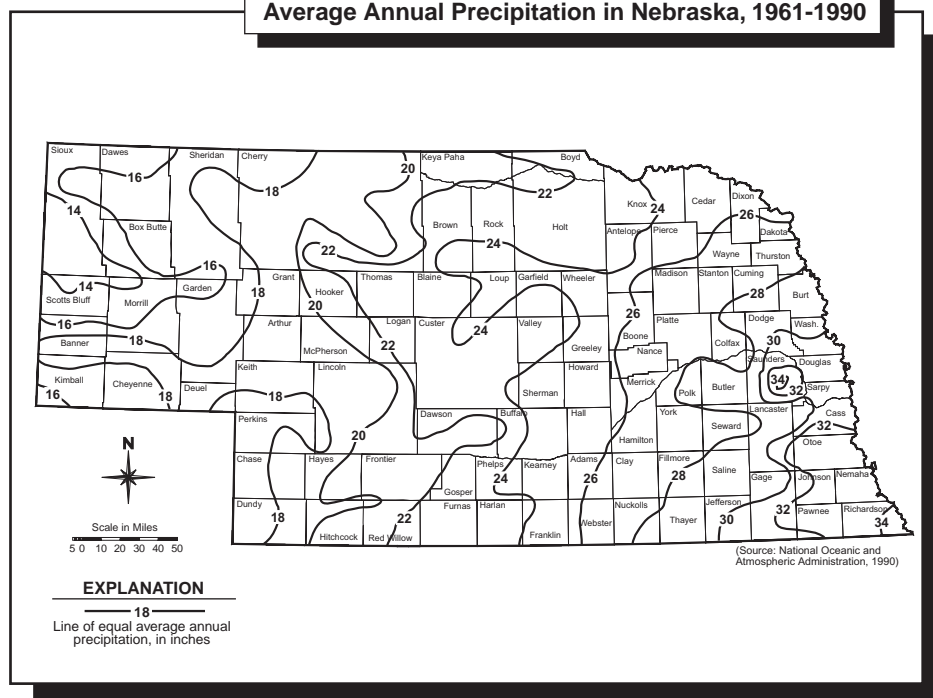 Average Annual Precipitation in Nebraska, 1961-1990
Sioux Dawes Sheridan Cherry Keya Paha Boyd
16 18 20 22
14 Knox 24 Cedar Dixon
26
Brown Rock Holt Antelope Pierce Dakota
Box Butte 22 24 Wayne Thurston
16
Grant Thomas Blaine Loup Garfield Wheeler Madison Stanton Cuming
14 Garden 18 Hooker 28 Burt
Scotts Bluff Morrill 20 26
16 Arthur Logan Custer 24 Valley Platte Dodge Wash.
Banner 18 22 Boone Colfax 30
McPherson Greeley Nance Saunders Douglas
Keith Lincoln Howard
Kimball Cheyenne Deuel Merrick 34
16 18 18 Sherman Polk Butler 32 Sarpy
Perkins Dawson Buffalo Hall York Lancaster Cass
20 Hamilton Seward 32
Otoe
Chase Hayes Frontier Phelps Kearney Adams Clay Fillmore Saline
24 26 28 Gage Johnson Nemaha
Gosper
Dundy Furnas Harlan Nuckolls Jefferson Pawnee Richardson
18 22 Webster Thayer 30 32 34
Hitchcock Red Willow Franklin
N
Scale in Miles
5 0 10 20 30 40 50
(Source: National Oceanic and
Atmospheric Administration, 1990)
EXPLANATION
18
Line of equal average annual
precipitation, in inches